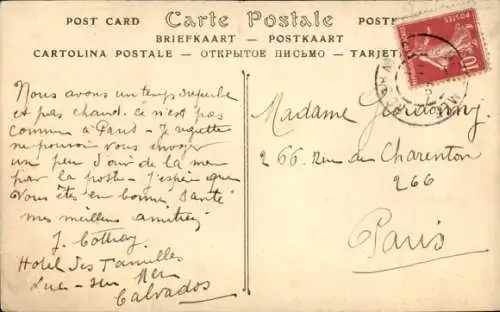 POST CARD Carte Postale POSTK
BRIEFKAART — POSTKAART
CARTOLINA POSTALE — ОТКРЫТОЕ ПИСЬМО — TARJET
POSTES
10
Nous avons un temps superbe
et pas chaud. Ce n'est pas
comme à Paris — Je regrette
ne pouvoir vous envoyer
un peu d'air de la mer
par la poste — J'espère que
Vous êtes en bonne Santé
mes meilleurs amitiés
J.
Hotel des Familles
Luc-sur Mer
Calvados
Madame
266. Rue de Charenton
266
Paris